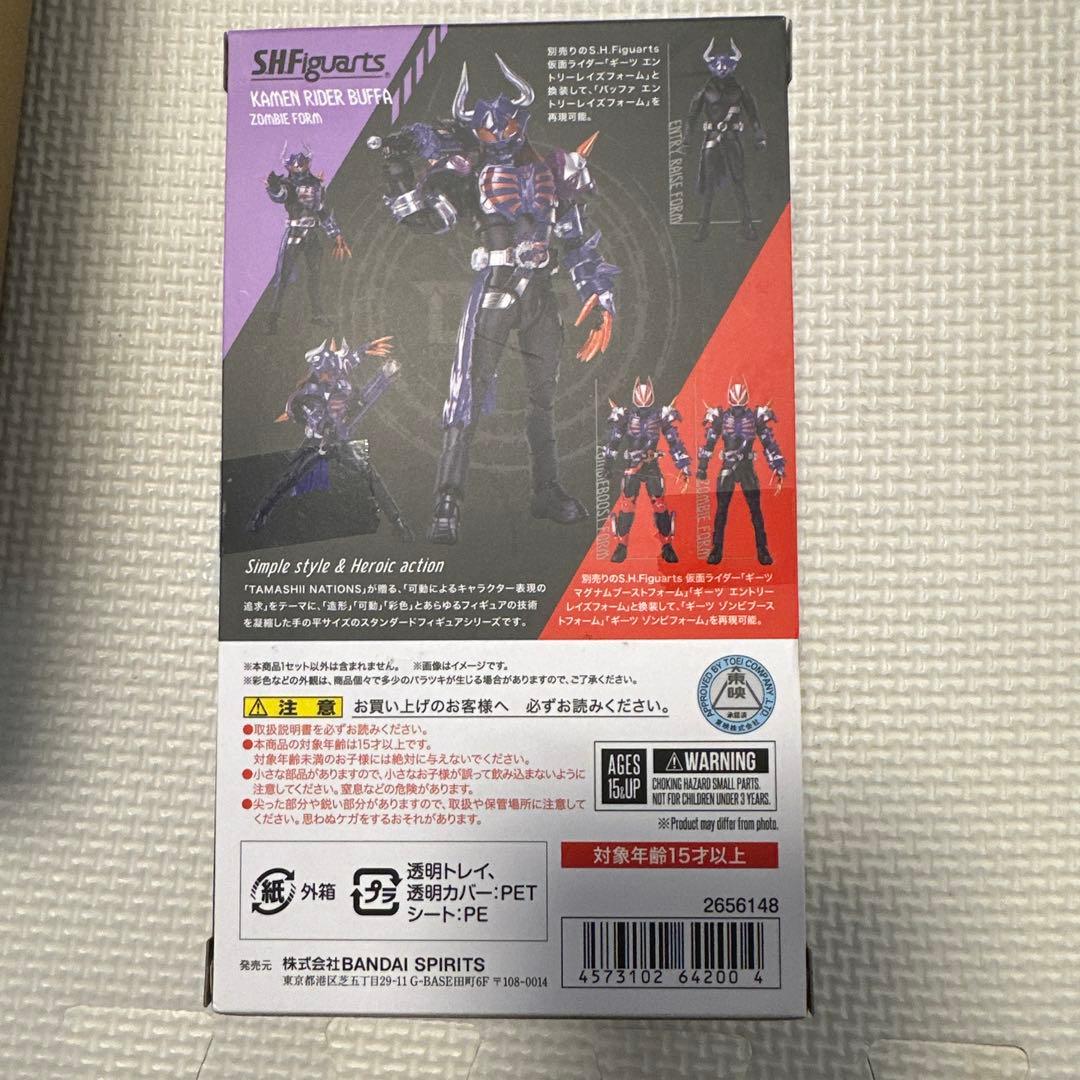 S.H.Figuarts
KAMEN RIDER BUFFA
ZOMBIE FORM
別売りのS.H.Figuarts
仮面ライダー「ギーツ エン
トリーレイズフォーム」と
換装して、「バッファ エン
トリーレイズフォーム」を
再現可能。
ENTRY RAISE FORM
ZOMBIEBOOST FORM
ZOMBIE FORM
Simple style & Heroic action
「TAMASHII NATIONS」が贈る、「可動によるキャラクター表現の
追求」をテーマに、「造形」「可動」「彩色」とあらゆるフィギュアの技術
を凝縮した手の平サイズのスタンダードフィギュアシリーズです。
別売りのS.H.Figuarts 仮面ライダー「ギーツ
マグナムブーストフォーム」「ギーツ エントリー
レイズフォーム」と換装して、「ギーツ ゾンビブース
トフォーム」「ギーツ ゾンビフォーム」を再現可能。
※本商品1セット以外は含まれません。 ※画像はイメージです。
※彩色などの外観は、商品個々で多少のバラツキが生じる場合がありますので、ご了承ください。
注意 お買い上げのお客様へ 必ずお読みください。
●取扱説明書を必ずお読みください。
●本商品の対象年齢は15才以上です。
対象年齢未満のお子様には絶対に与えないでください。
●小さな部品がありますので、小さなお子様が誤って飲み込まないように
注意してください。窒息などの危険があります。
●尖った部分や鋭い部分がありますので、取扱や保管場所に注意して
ください。思わぬケガをするおそれがあります。
APPROVED BY TOEI COMPANY, LTD.
東映
承認済
東映株式会社
AGES
15&UP
WARNING
CHOKING HAZARD SMALL PARTS.
NOT FOR CHILDREN UNDER 3 YEARS.
※Product may differ from photo.
対象年齢15才以上
紙 外箱
プラ
透明トレイ、
透明カバー:PET
シート:PE
2656148
4573102 64200 4
発売元 株式会社BANDAI SPIRITS
東京都港区芝五丁目29-11 G-BASE田町6F 〒108-0014